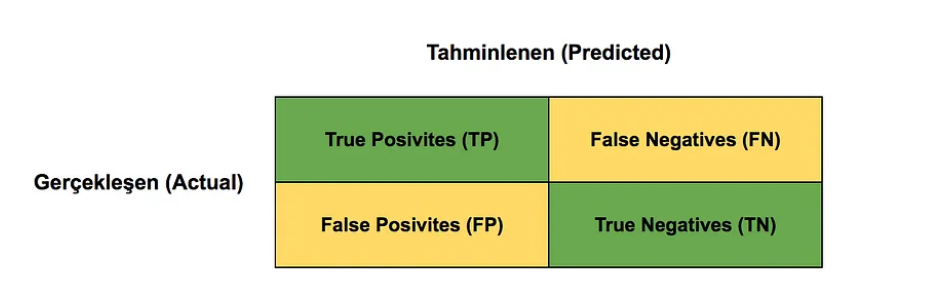 Tahminlenen (Predicted)
True Posivites (TP)
False Negatives (FN)
Gerçekleşen (Actual)
False Posivites (FP)
True Negatives (TN)